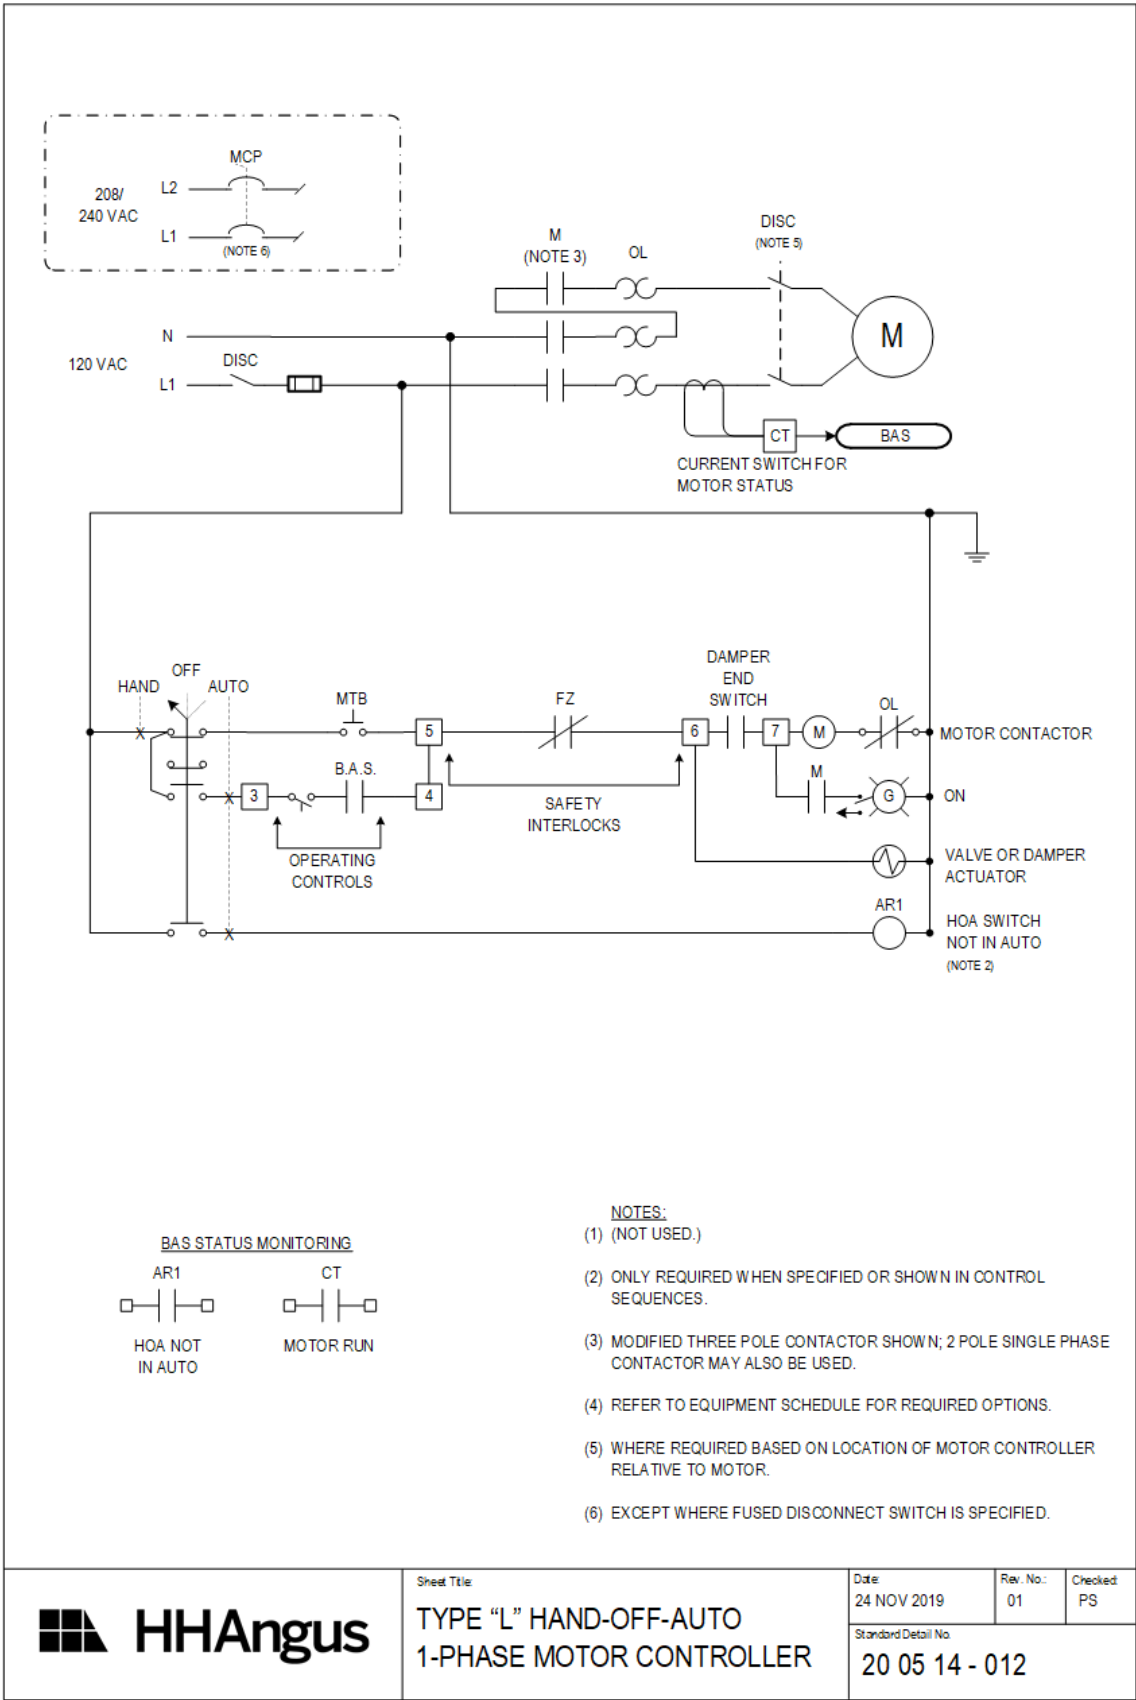 MCP
L2
208/
240 VAC
L1
(NOTE 6)
M
(NOTE 3)
OL
DISC
(NOTE 5)
N
M
120 VAC
DISC
L1
CT
BAS
CURRENT SWITCH FOR
MOTOR STATUS
OFF
HAND
AUTO
MTB
FZ
DAMPER
END
SWITCH
OL
X
5
6
7
M
MOTOR CONTACTOR
B.A.S.
M
X
3
4
G
ON
SAFETY
INTERLOCKS
OPERATING
CONTROLS
VALVE OR DAMPER
ACTUATOR
AR1
X
HOA SWITCH
NOT IN AUTO
(NOTE 2)
BAS STATUS MONITORING
AR1
CT
HOA NOT
IN AUTO
MOTOR RUN
NOTES:
(1) (NOT USED.)
(2) ONLY REQUIRED WHEN SPECIFIED OR SHOWN IN CONTROL
SEQUENCES.
(3) MODIFIED THREE POLE CONTACTOR SHOWN; 2 POLE SINGLE PHASE
CONTACTOR MAY ALSO BE USED.
(4) REFER TO EQUIPMENT SCHEDULE FOR REQUIRED OPTIONS.
(5) WHERE REQUIRED BASED ON LOCATION OF MOTOR CONTROLLER
RELATIVE TO MOTOR.
(6) EXCEPT WHERE FUSED DISCONNECT SWITCH IS SPECIFIED.
HHAngus
Sheet Title:
TYPE “L” HAND-OFF-AUTO
1-PHASE MOTOR CONTROLLER
Date:
24 NOV 2019
Rev. No.:
01
Checked:
PS
Standard Detail No.
20 05 14 - 012